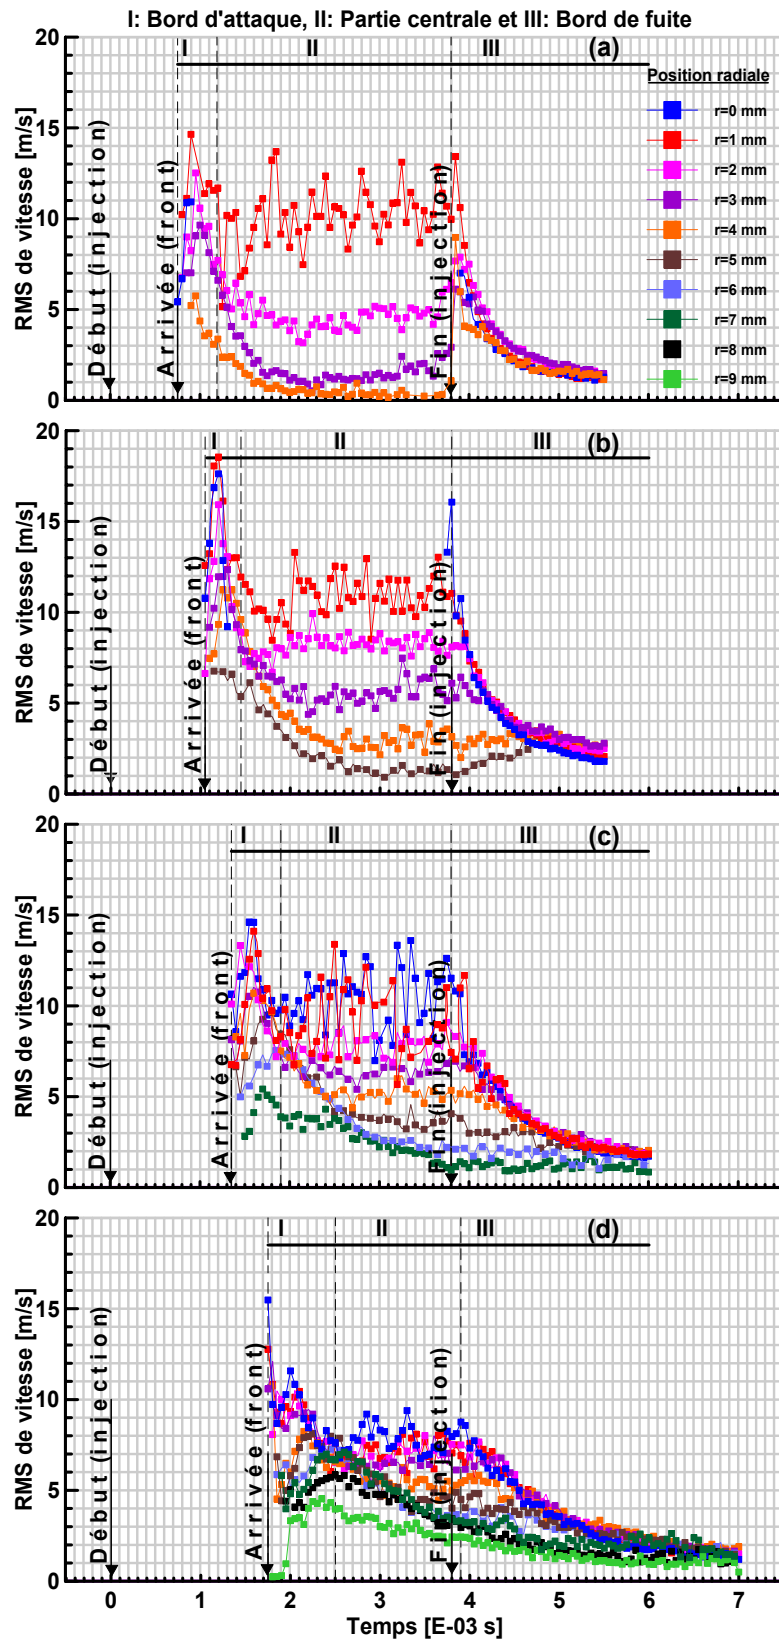 I: Bord d'attaque, II: Partie centrale et III: Bord de fuite
20
15
10
5
0
RMS de vitesse [m/s]
Début (injection)
Arrivée (front)
Fin (injection)
I
II
III
(a)
Position radiale
r=0 mm
r=1 mm
r=2 mm
r=3 mm
r=4 mm
r=5 mm
r=6 mm
r=7 mm
r=8 mm
r=9 mm
20
15
10
5
0
RMS de vitesse [m/s]
Début (injection)
Arrivée (front)
Fin (injection)
I
II
III
(b)
20
15
10
5
0
RMS de vitesse [m/s]
Début (injection)
Arrivée (front)
Fin (injection)
I
II
III
(c)
20
15
10
5
0
RMS de vitesse [m/s]
Début (injection)
Arrivée (front)
Fin (injection)
I
II
III
(d)
0 1 2 3 4 5 6 7
Temps [E-03 s]